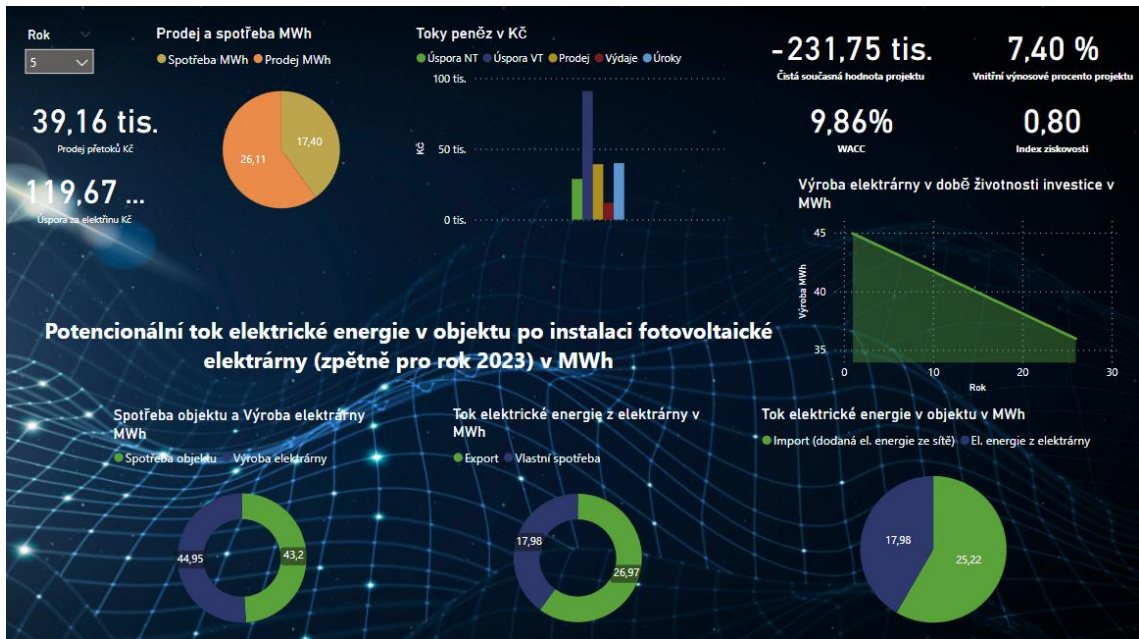 Rok
5
39,16 tis.
Prodej přetoků Kč
119,67 ...
Úspora za elektřinu Kč
Prodej a spotřeba MWh
Spotřeba MWh Prodej MWh
17,40
26,11
Toky peněz v Kč
Úspora NT Úspora VT Prodej Výdaje Úroky
100 tis.
50 tis.
0 tis.
Kč
-231,75 tis.
Čistá současná hodnota projektu
7,40 %
Vnitřní výnosové procento projektu
9,86%
WACC
0,80
Index ziskovosti
Výroba elektrárny v době životnosti investice v
MWh
45
40
35
Výroba MWh
0 10 20 30
Rok
Potencionální tok elektrické energie v objektu po instalaci fotovoltaické
elektrárny (zpětně pro rok 2023) v MWh
Spotřeba objektu a Výroba elektrárny
MWh
Spotřeba objektu Výroba elektrárny
44,95
43,2
Tok elektrické energie z elektrárny v
MWh
Export Vlastní spotřeba
17,98
26,97
Tok elektrické energie v objektu v MWh
Import (dodaná el. energie ze sítě) El. energie z elektrárny
17,98
25,22